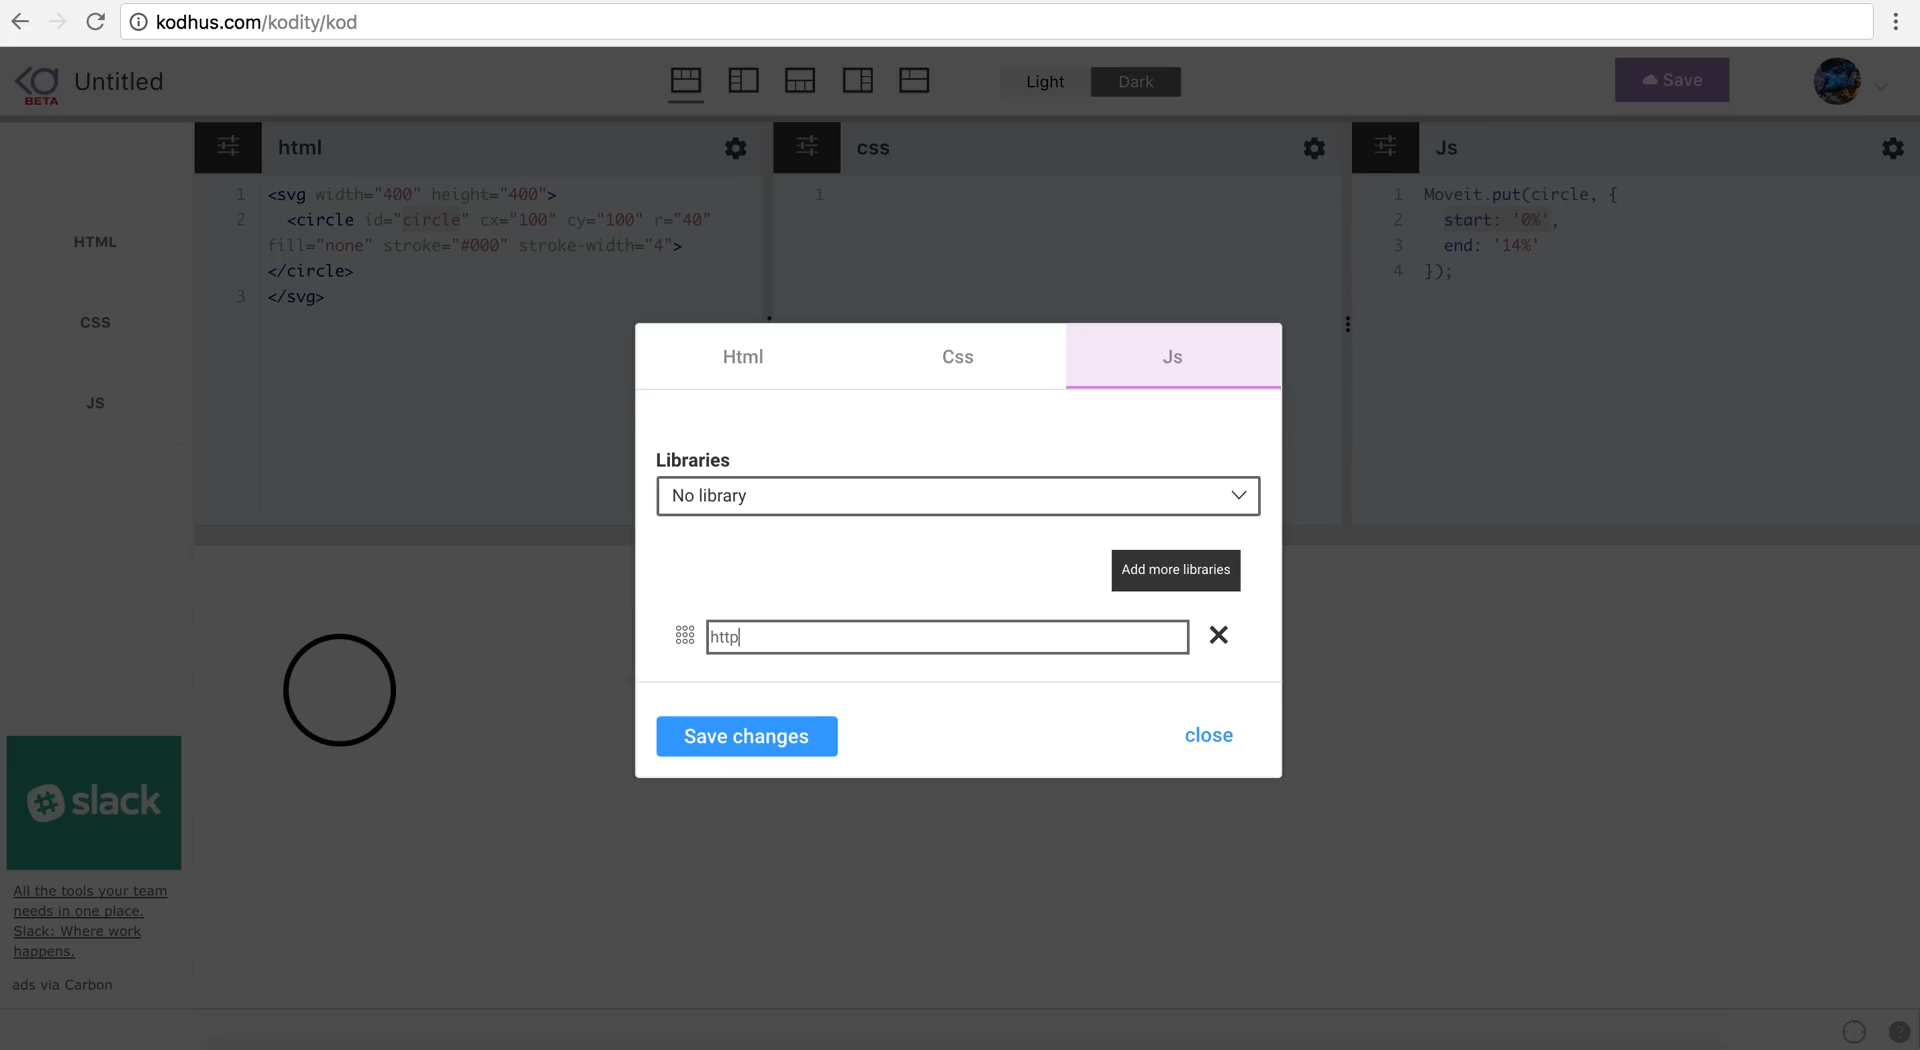 kodhus.com/kodity/kod
BETA
Untitled
Light
Dark
Save
HTML
CSS
JS
html
1 <svg width="400" height="400">
2 <circle id="circle" cx="100" cy="100" r="40"
fill="none" stroke="#000" stroke-width="4">
</circle>
3 </svg>
css
1
Js
1 Moveit.put(circle, {
2 start: '0%',
3 end: '14%'
4 });
Html
Css
Js
Libraries
No library
Add more libraries
http
Save changes
close
slack
All the tools your team
needs in one place.
Slack: Where work
happens.
ads via Carbon
?